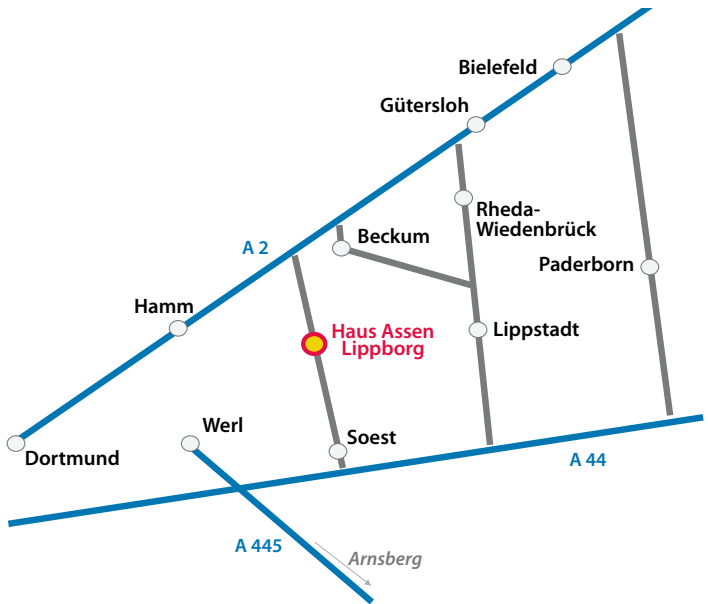 Bielefeld
Gütersloh
Rheda-
Wiedenbrück
Beckum
A 2
Paderborn
Hamm
Haus Assen
Lippborg
Lippstadt
Werl
Soest
Dortmund
A 44
A 445
Arnsberg